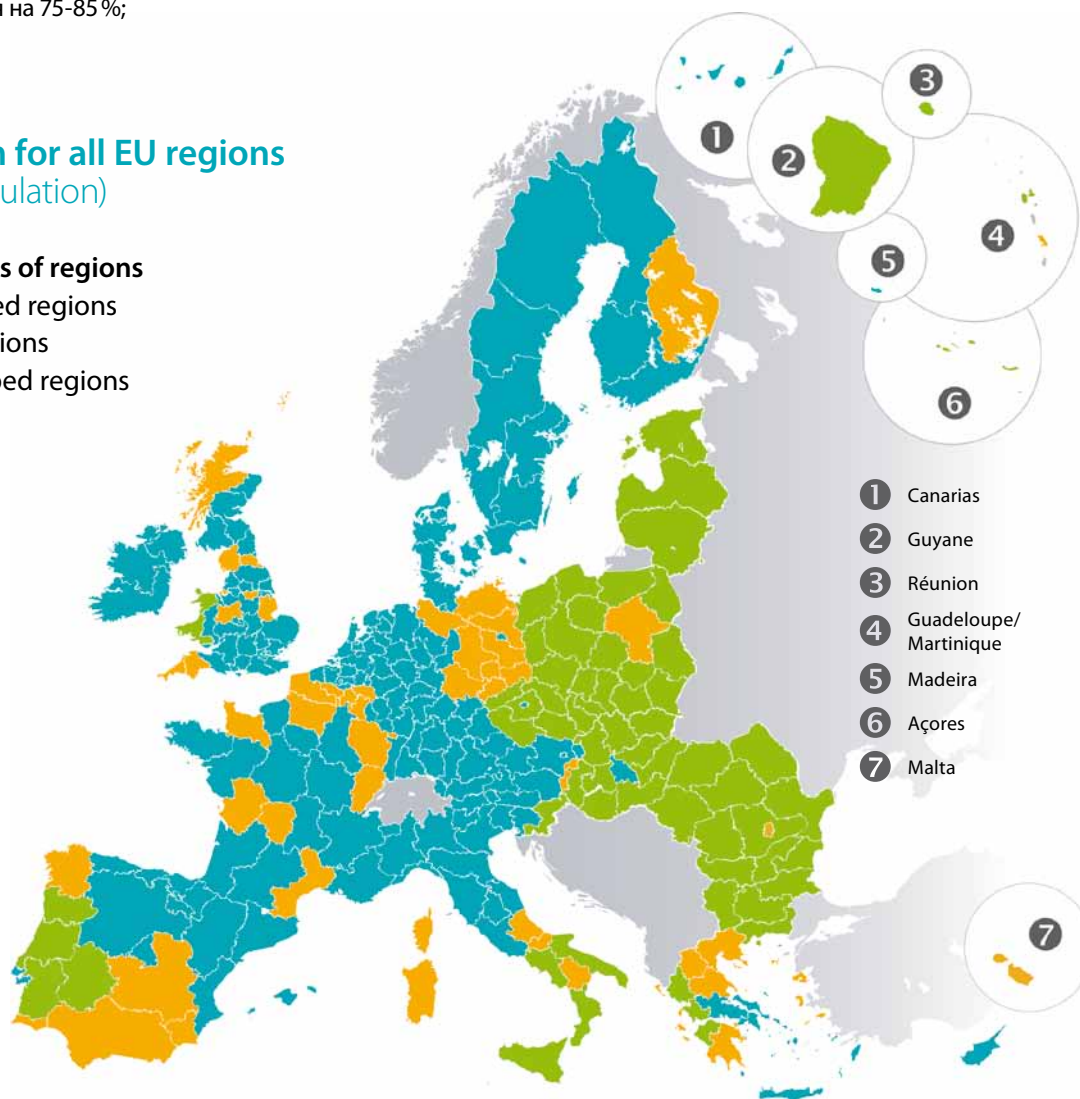 на 75-85 %;
for all EU regions
ulation)
s of regions
ed regions
ions
ped regions
1 Canarias
2 Guyane
3 Réunion
4 Guadeloupe/
Martinique
5 Madeira
6 Açores
7 Malta
1
2
3
4
5
6
7